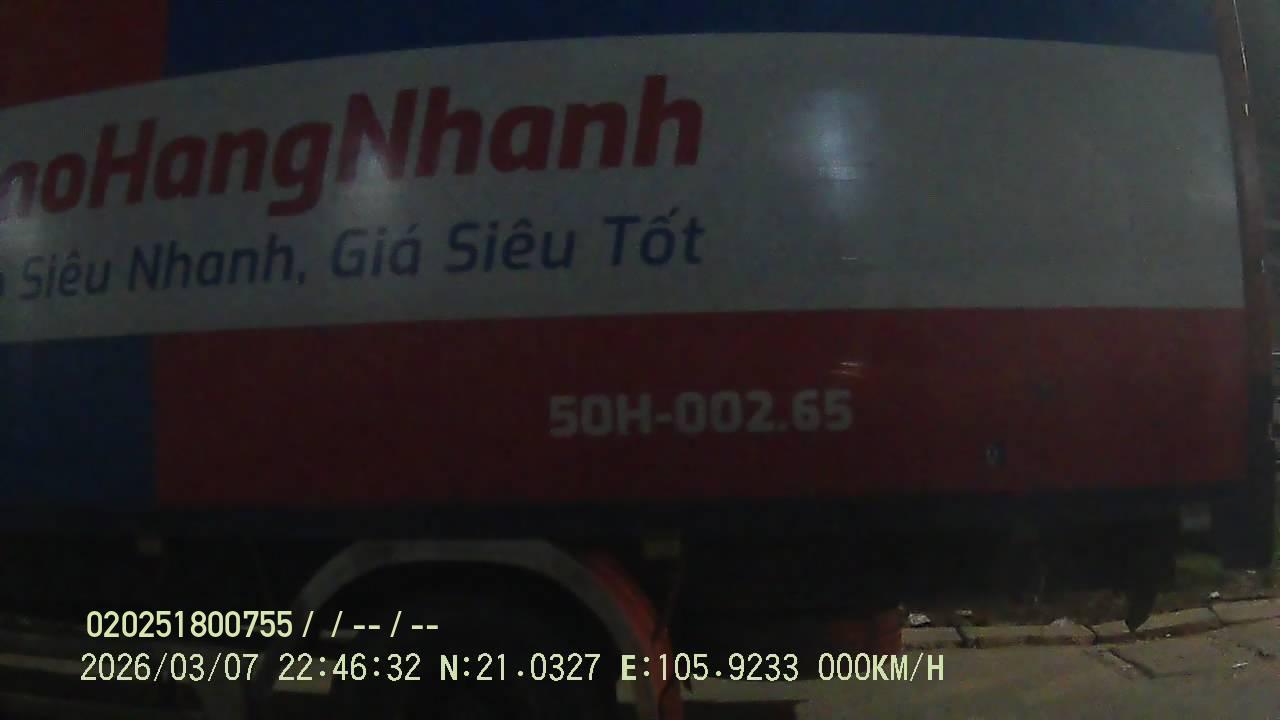 aoHangNhanh
Siêu Nhanh, Giá Siêu Tốt
50H-002.65
020251800755/ /--/--
2026/03/07 22:46:32 N:21.0327 E:105.9233 000KM/H